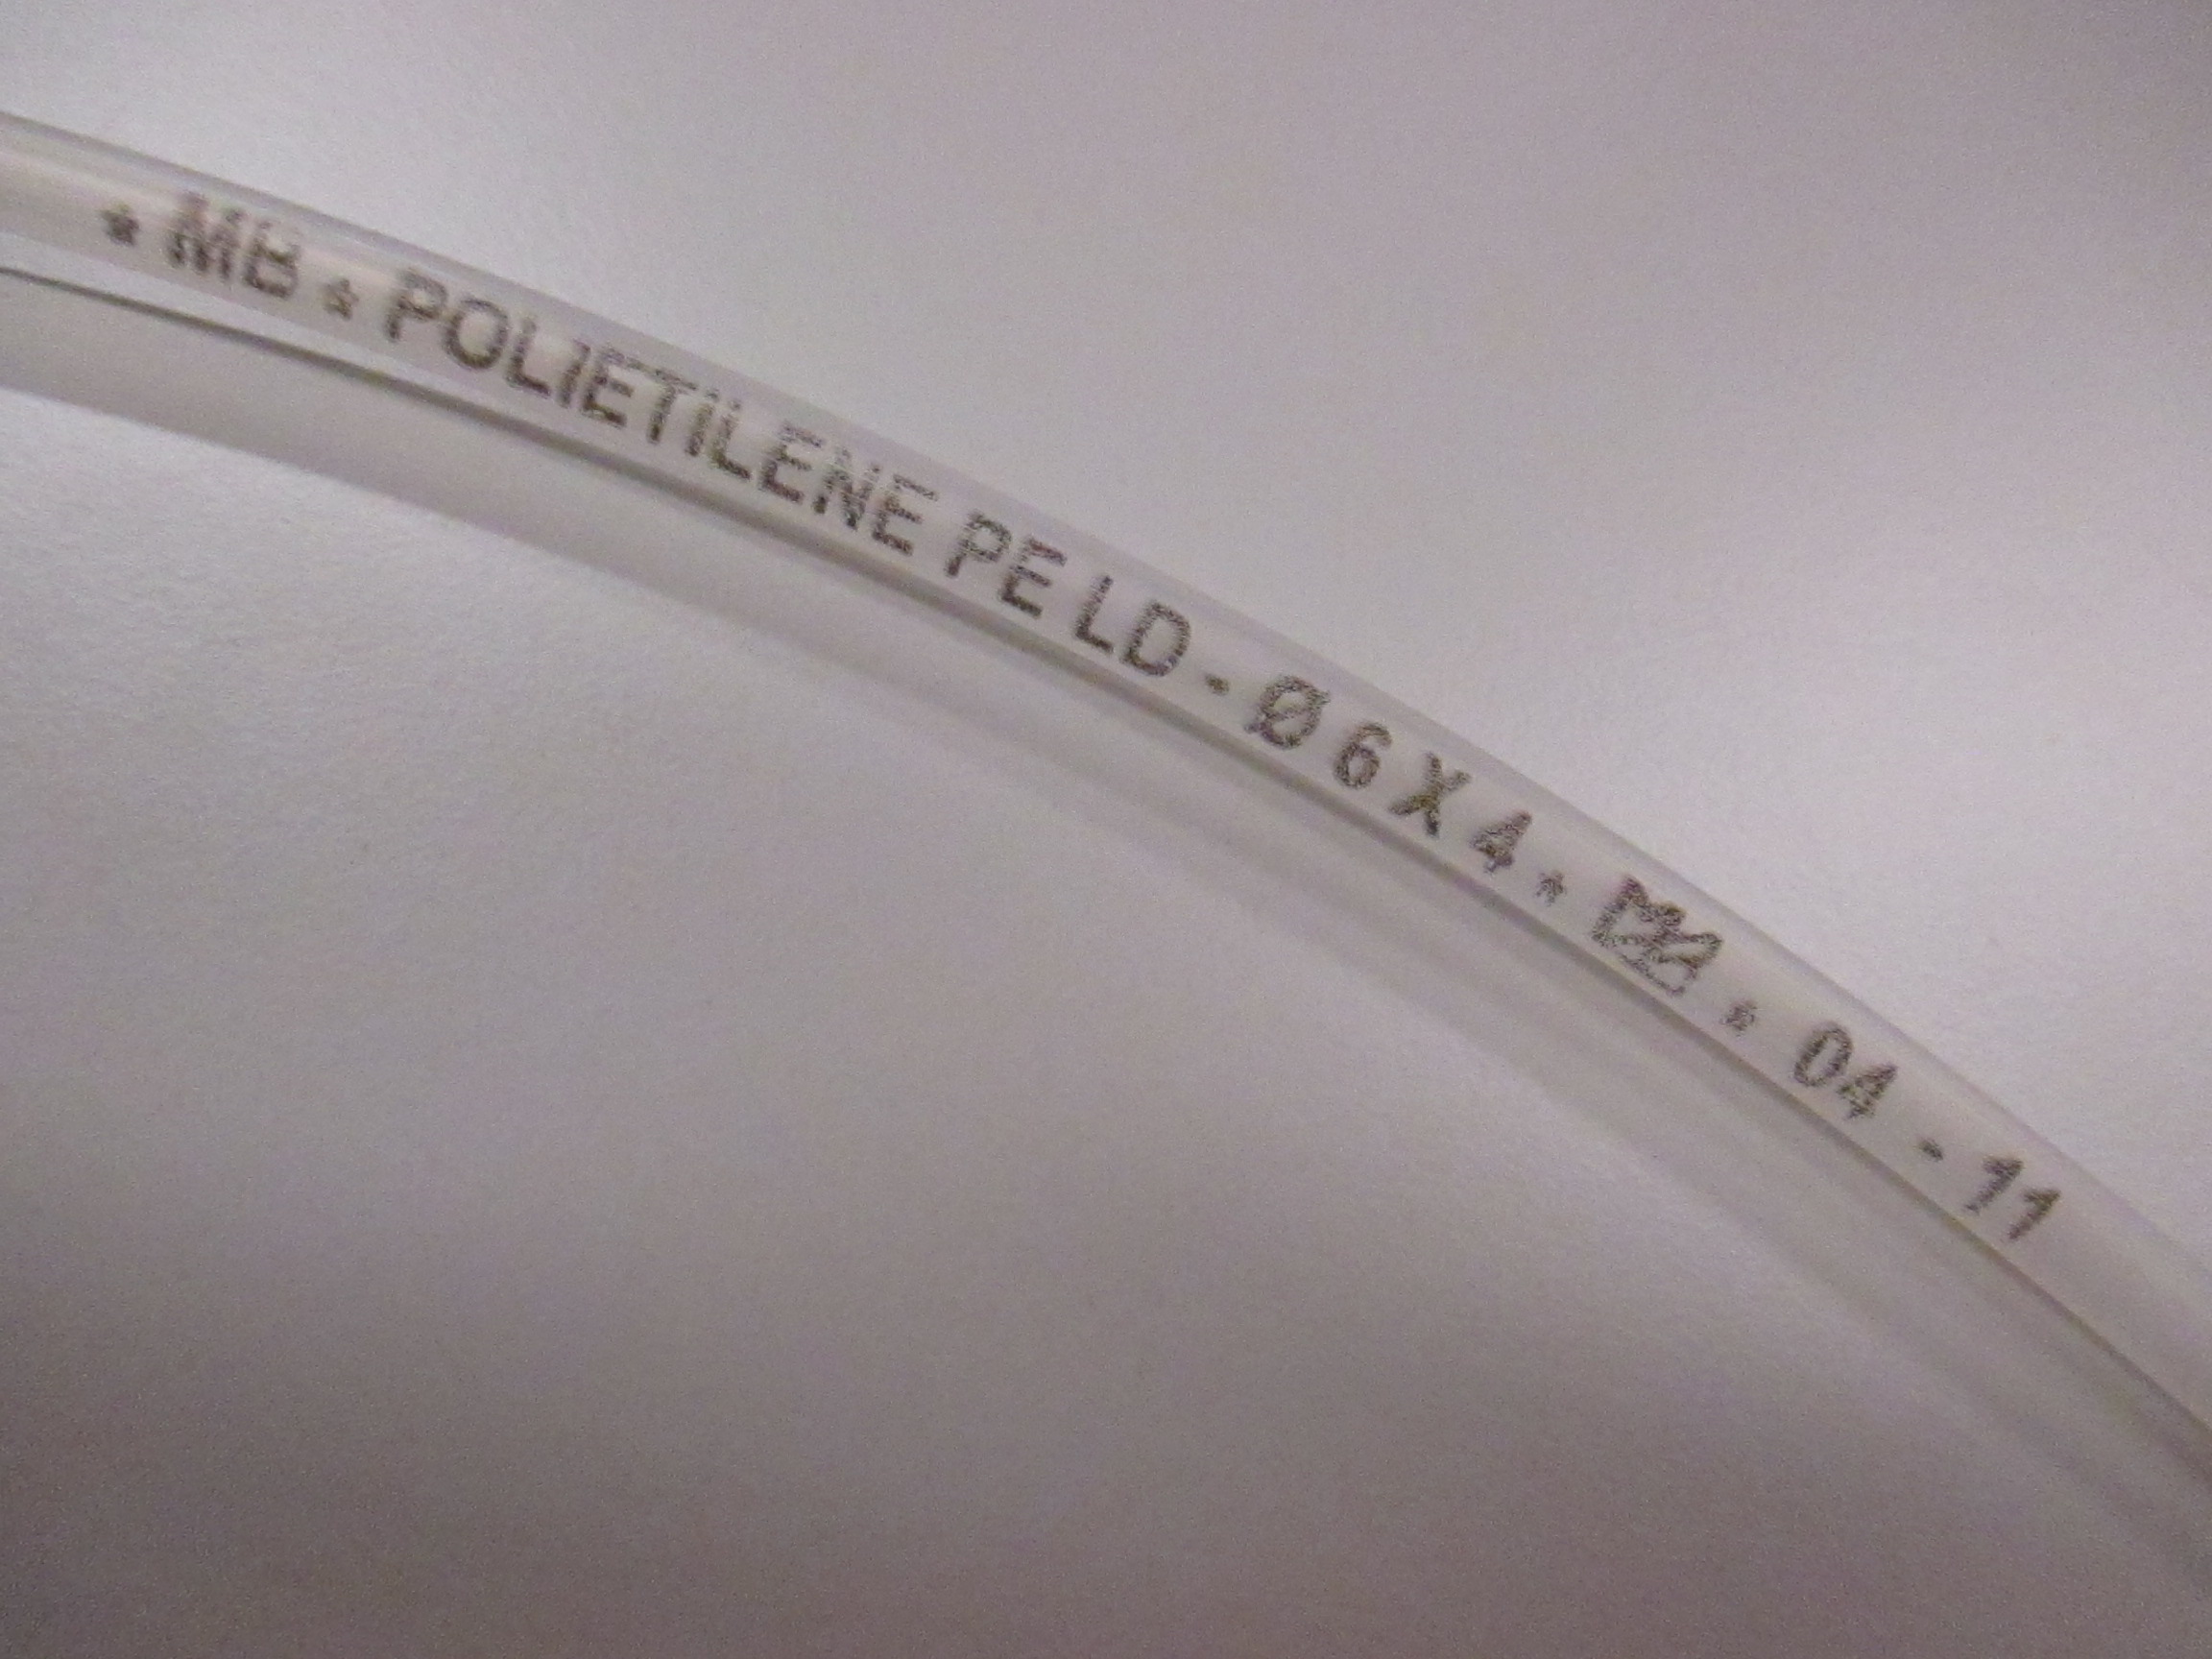 * MB * POLIETILENE PE LD - Ø 6 X 4 * * 04 - 11